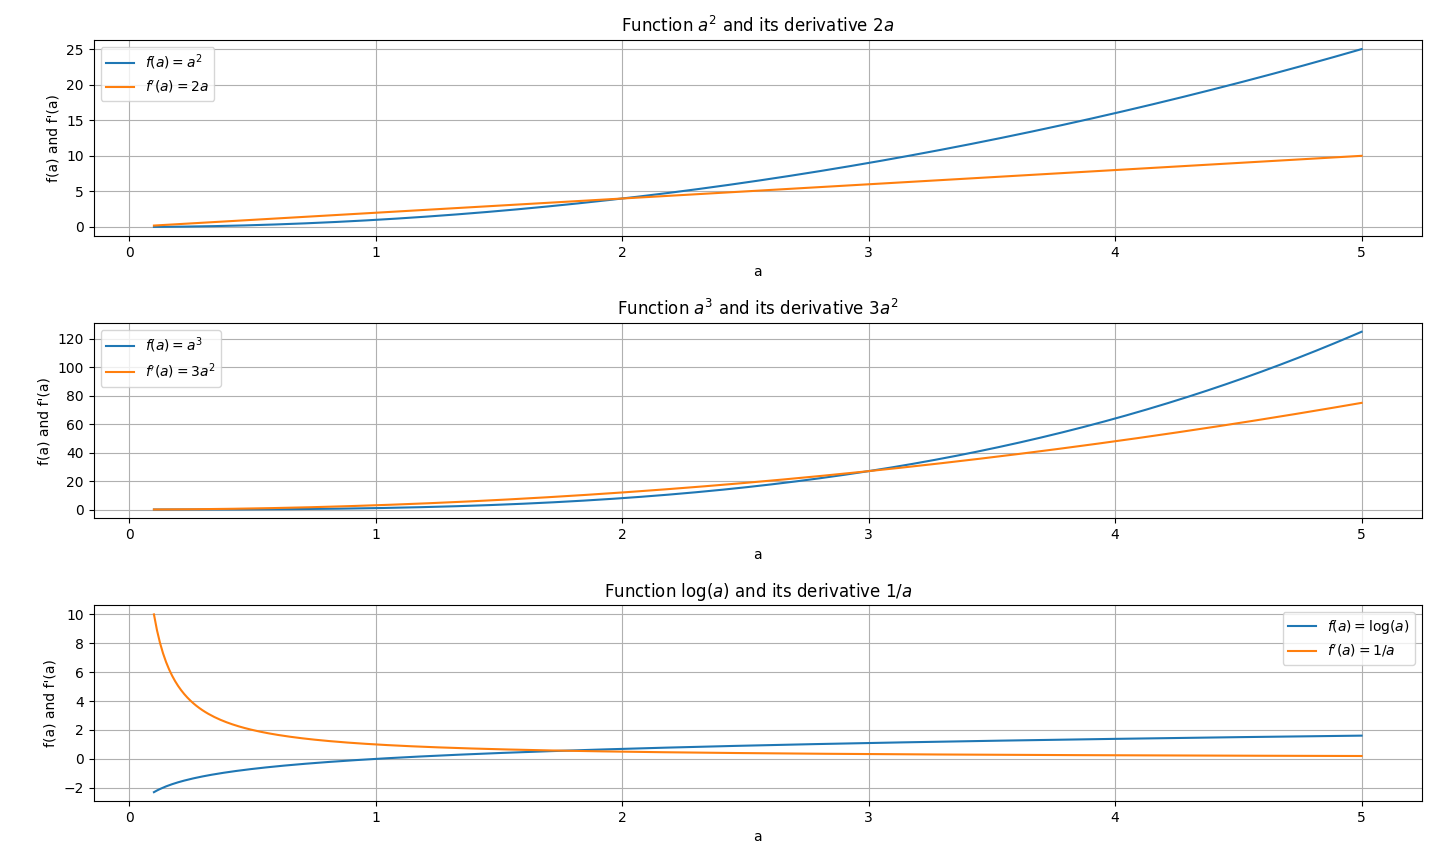 Function a² and its derivative 2a
f(a) = a²
f′(a) = 2a
25
20
15
10
5
0
f(a) and f'(a)
0 1 2 3 4 5
a
Function a³ and its derivative 3a²
f(a) = a³
f′(a) = 3a²
120
100
80
60
40
20
0
f(a) and f'(a)
0 1 2 3 4 5
a
Function log(a) and its derivative 1/a
f(a) = log(a)
f′(a) = 1/a
10
8
6
4
2
0
−2
f(a) and f'(a)
0 1 2 3 4 5
a